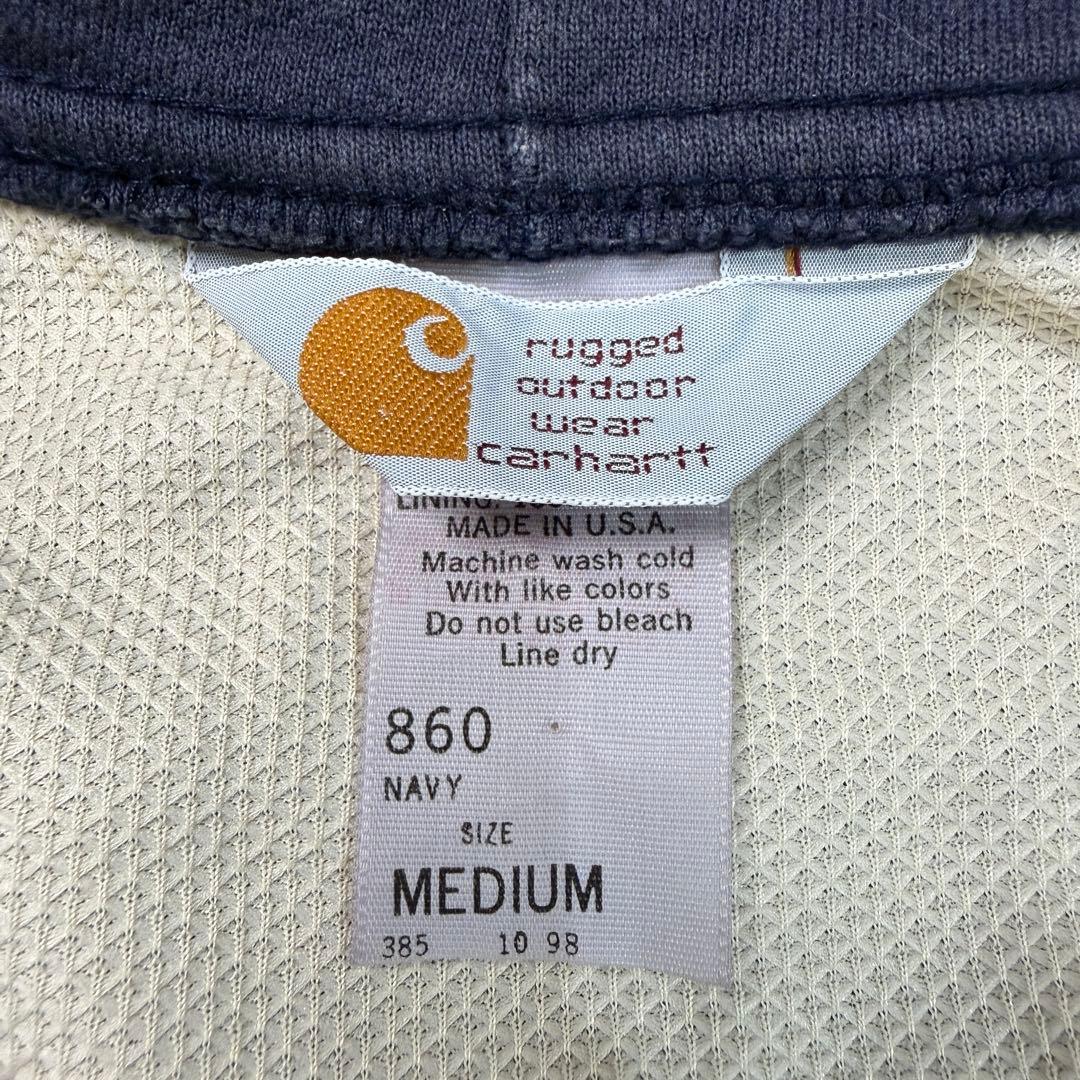 rugged
outdoor
wear
carhartt
LINING:
MADE IN U.S.A.
Machine wash cold
With like colors
Do not use bleach
Line dry
860
NAVY
SIZE
MEDIUM
385 10 98